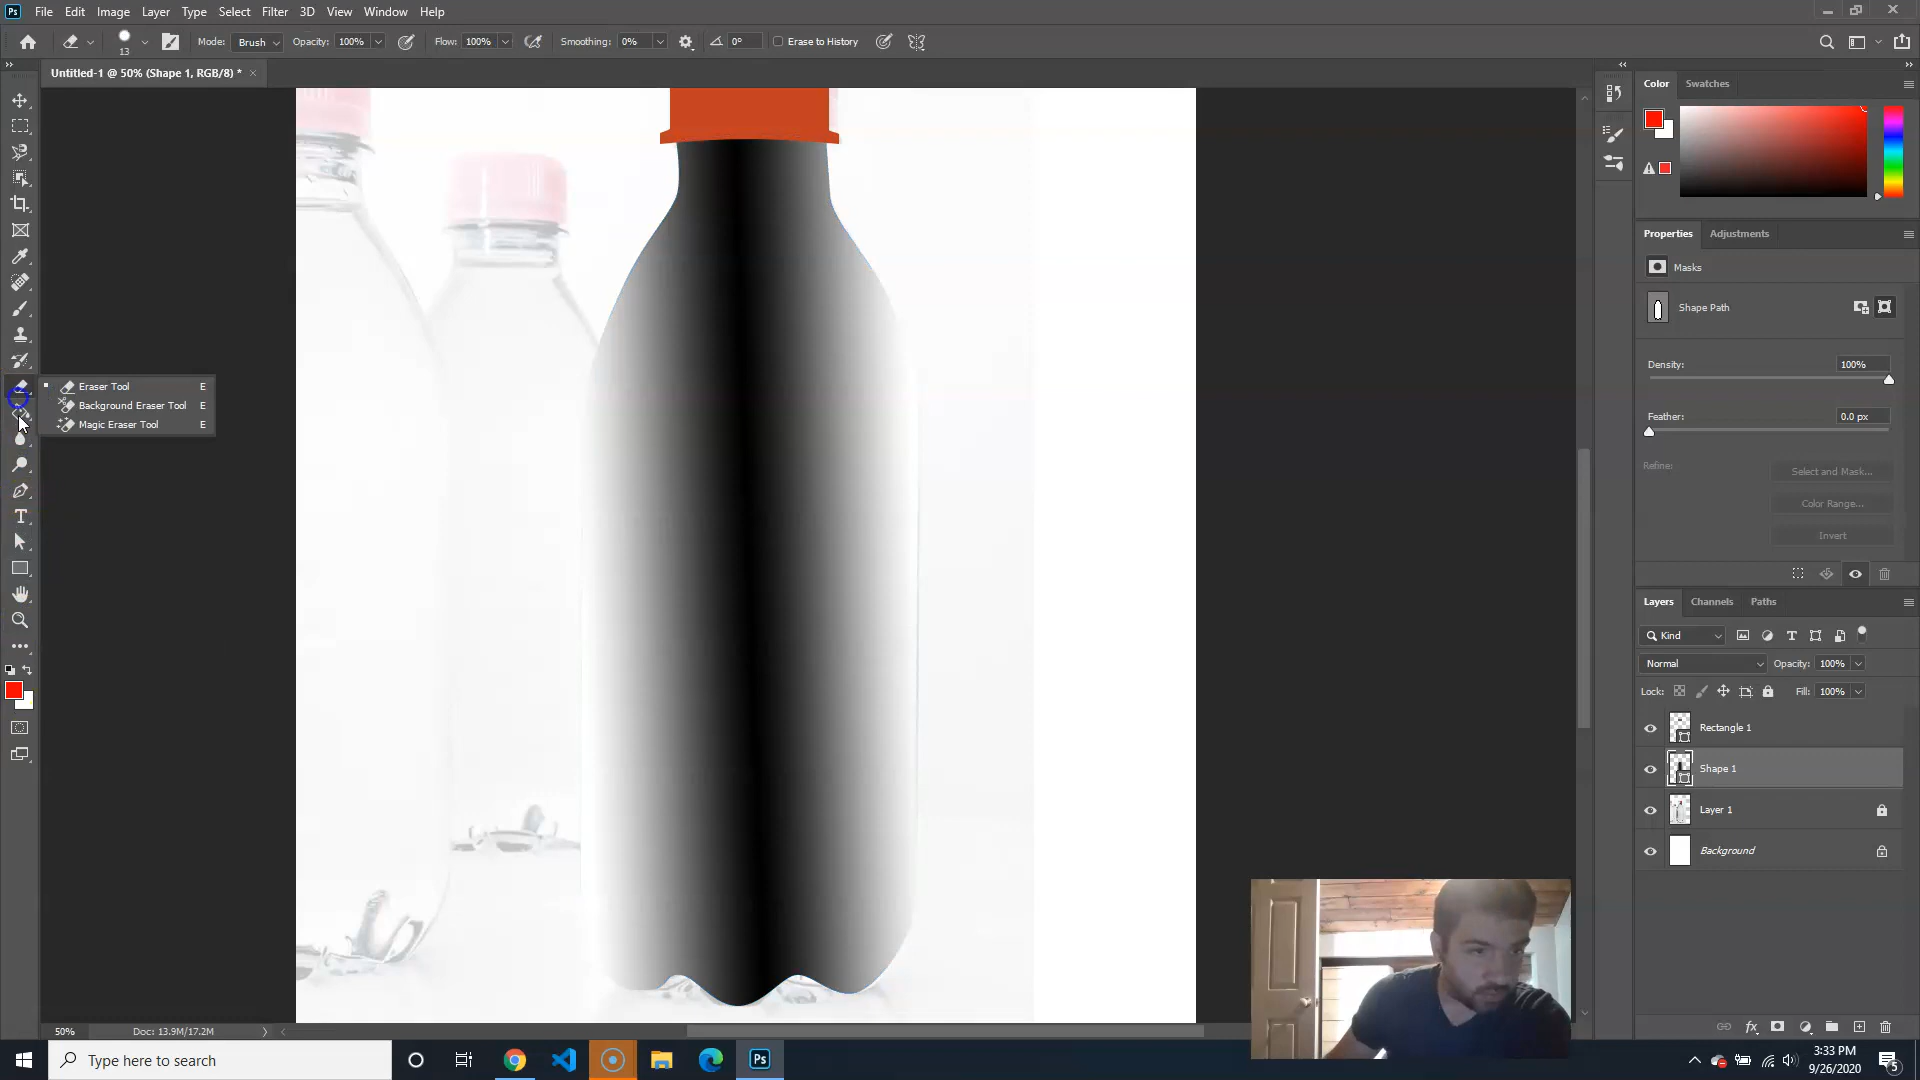 Ps File Edit Image Layer Type Select Filter 3D View Window Help
13 Mode: Brush Opacity: 100% Flow: 100% Smoothing: 0% 0° Erase to History
Untitled-1 @ 50% (Shape 1, RGB/8) *
Color Swatches
Properties Adjustments
Masks
Shape Path
Density: 100%
Feather: 0.0 px
Refine: Select and Mask...
Color Range...
Invert
Eraser Tool E
Background Eraser Tool E
Magic Eraser Tool E
Layers Channels Paths
Kind
Normal Opacity: 100%
Lock: Fill: 100%
Rectangle 1
Shape 1
Layer 1
Background
50% Doc: 13.9M/17.2M
Type here to search
Ps
3:33 PM
9/26/2020
5